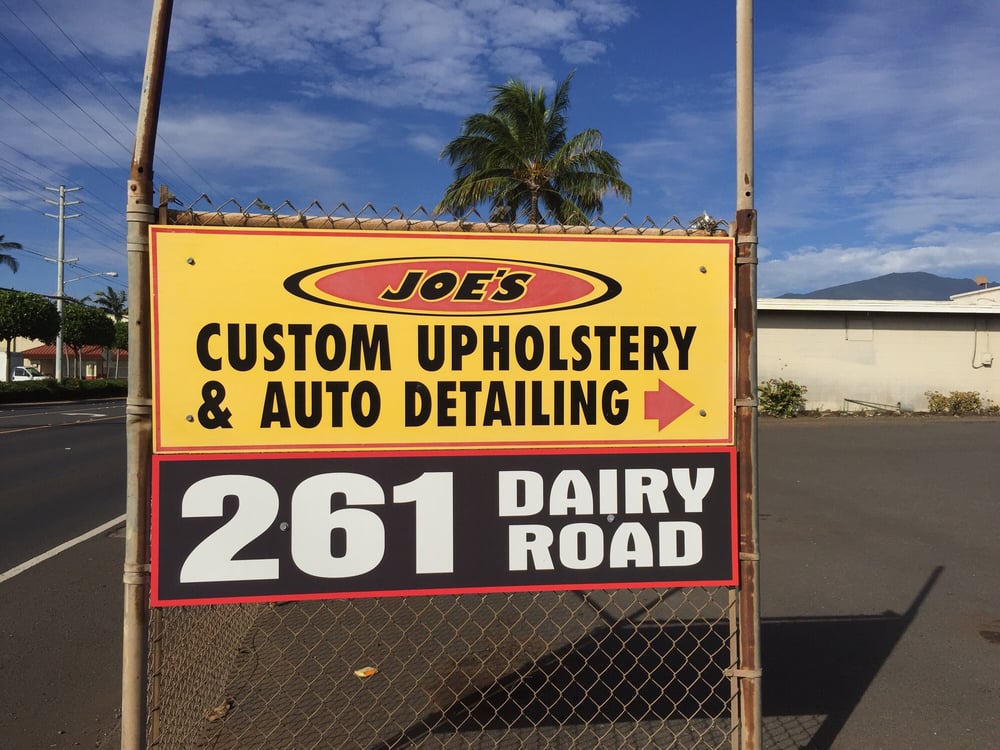 JOE'S
CUSTOM UPHOLSTERY
& AUTO DETAILING
261 DAIRY
ROAD